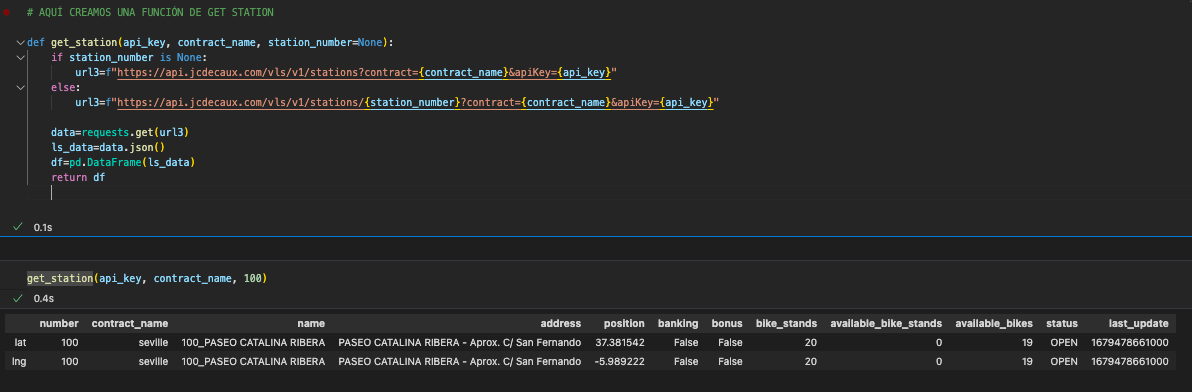 # AQUÍ CREAMOS UNA FUNCIÓN DE GET STATION
def get_station(api_key, contract_name, station_number=None):
if station_number is None:
url3=f"https://api.jcdecaux.com/vls/v1/stations?contract={contract_name}&apiKey={api_key}"
else:
url3=f"https://api.jcdecaux.com/vls/v1/stations/{station_number}?contract={contract_name}&apiKey={api_key}"
data=requests.get(url3)
ls_data=data.json()
df=pd.DataFrame(ls_data)
return df
0.1s
get_station(api_key, contract_name, 100)
0.4s
number contract_name name address position banking bonus bike_stands available_bike_stands available_bikes status last_update
lat 100 seville 100_PASEO CATALINA RIBERA PASEO CATALINA RIBERA - Aprox. C/ San Fernando 37.381542 False False 20 0 19 OPEN 1679478661000
lng 100 seville 100_PASEO CATALINA RIBERA PASEO CATALINA RIBERA - Aprox. C/ San Fernando -5.989222 False False 20 0 19 OPEN 1679478661000